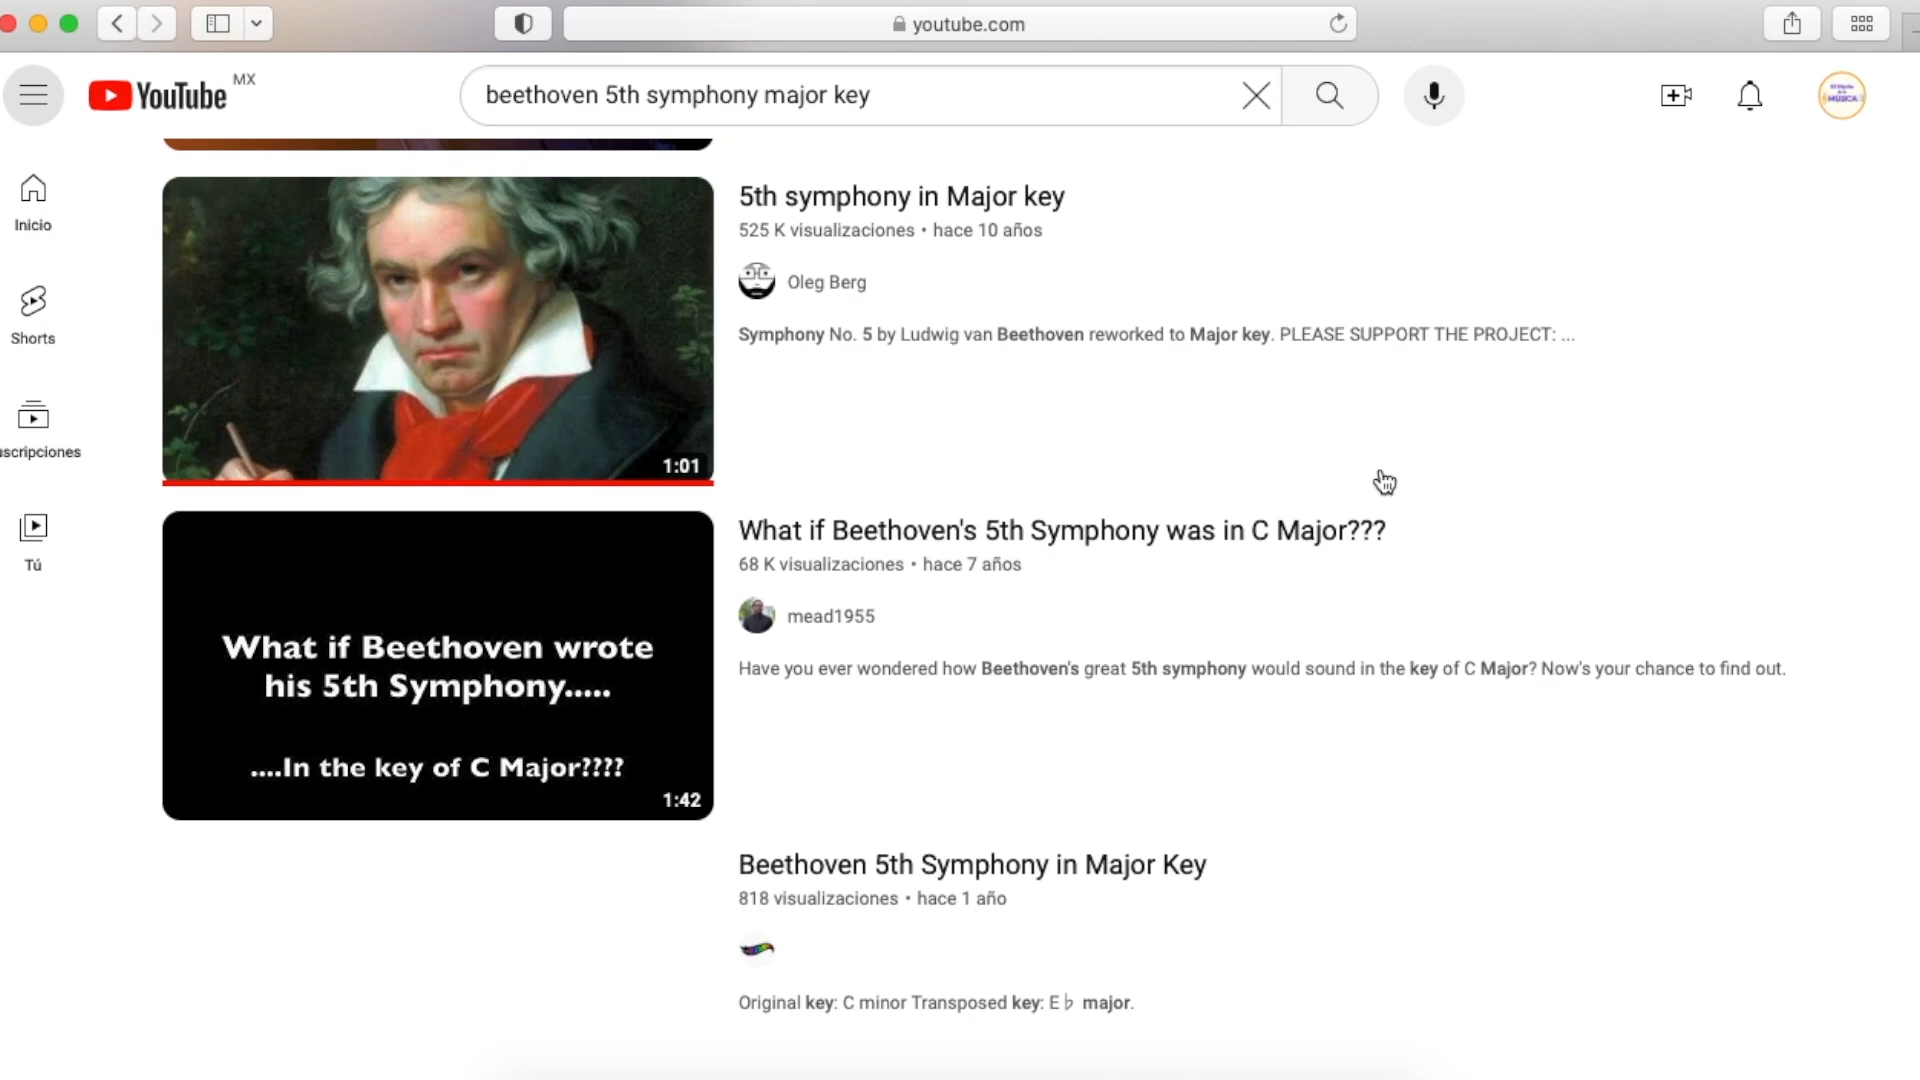 youtube.com
YouTube MX
beethoven 5th symphony major key
Inicio
Shorts
uscripciones
Tú
1:01
5th symphony in Major key
525 K visualizaciones • hace 10 años
Oleg Berg
Symphony No. 5 by Ludwig van Beethoven reworked to Major key. PLEASE SUPPORT THE PROJECT: ...
What if Beethoven wrote
his 5th Symphony.....
....In the key of C Major????
1:42
What if Beethoven's 5th Symphony was in C Major???
68 K visualizaciones • hace 7 años
mead1955
Have you ever wondered how Beethoven's great 5th symphony would sound in the key of C Major? Now's your chance to find out.
Beethoven 5th Symphony in Major Key
818 visualizaciones • hace 1 año
Original key: C minor Transposed key: E♭ major.